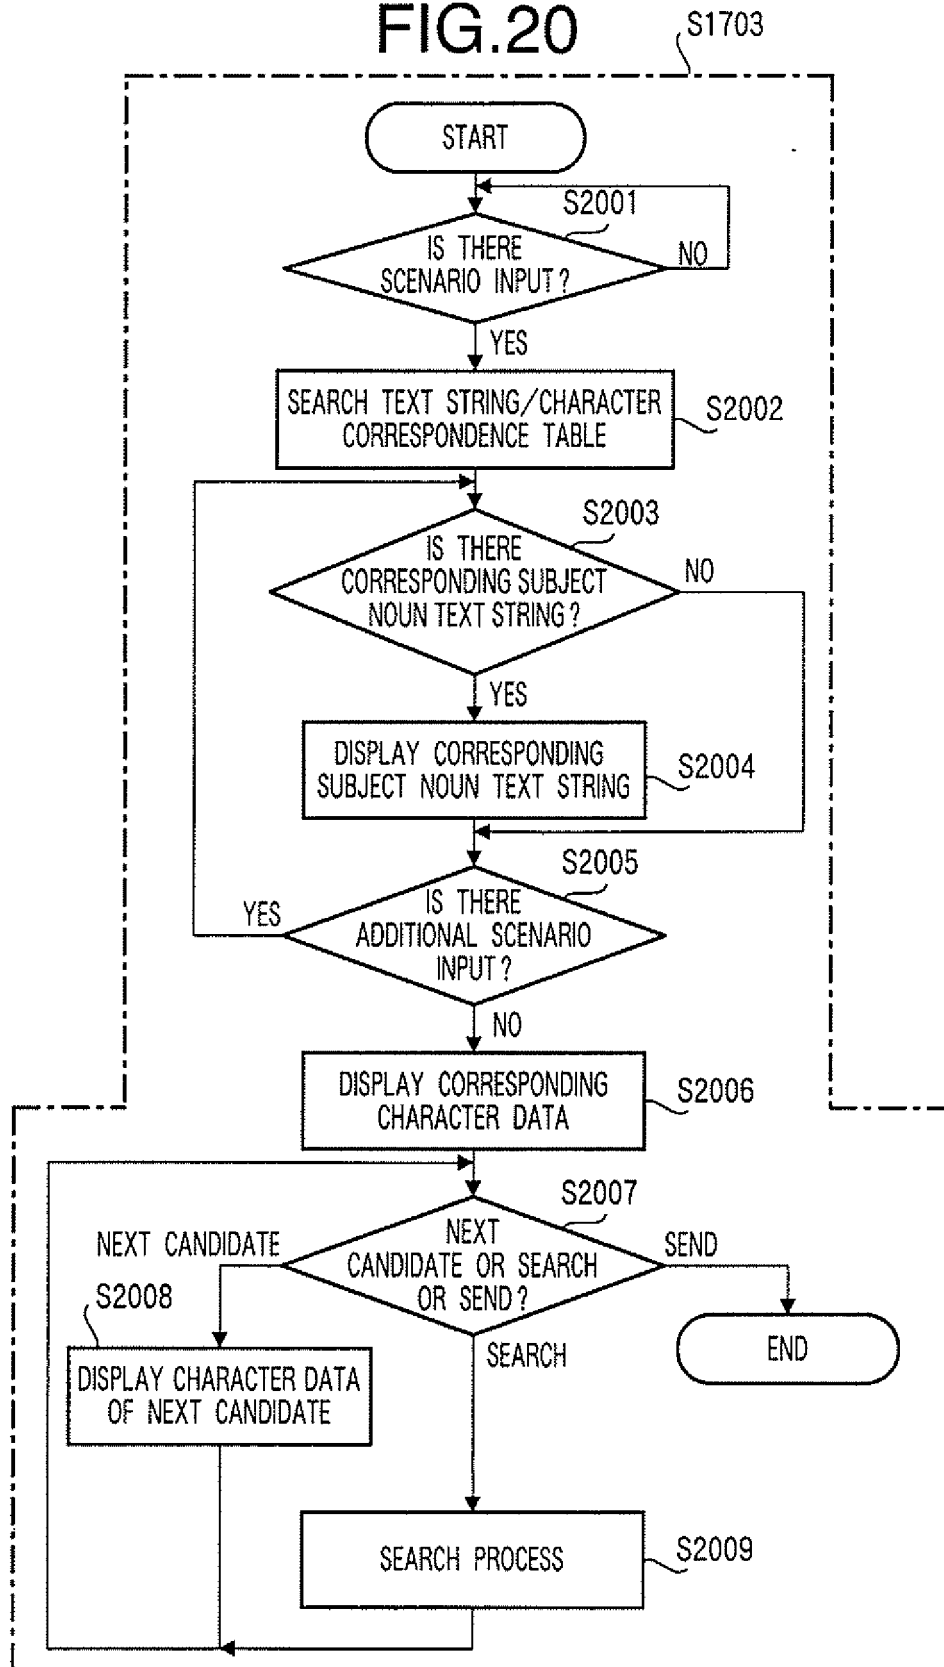 FIG.20
S1703
START
S2001
IS THERE
SCENARIO INPUT?
NO
YES
SEARCH TEXT STRING/CHARACTER
CORRESPONDENCE TABLE
S2002
S2003
IS THERE
CORRESPONDING SUBJECT
NOUN TEXT STRING?
NO
YES
DISPLAY CORRESPONDING
SUBJECT NOUN TEXT STRING
S2004
S2005
IS THERE
ADDITIONAL SCENARIO
INPUT?
YES
NO
DISPLAY CORRESPONDING
CHARACTER DATA
S2006
S2007
NEXT
CANDIDATE OR SEARCH
OR SEND?
NEXT CANDIDATE
SEND
S2008
DISPLAY CHARACTER DATA
OF NEXT CANDIDATE
SEARCH
END
SEARCH PROCESS
S2009